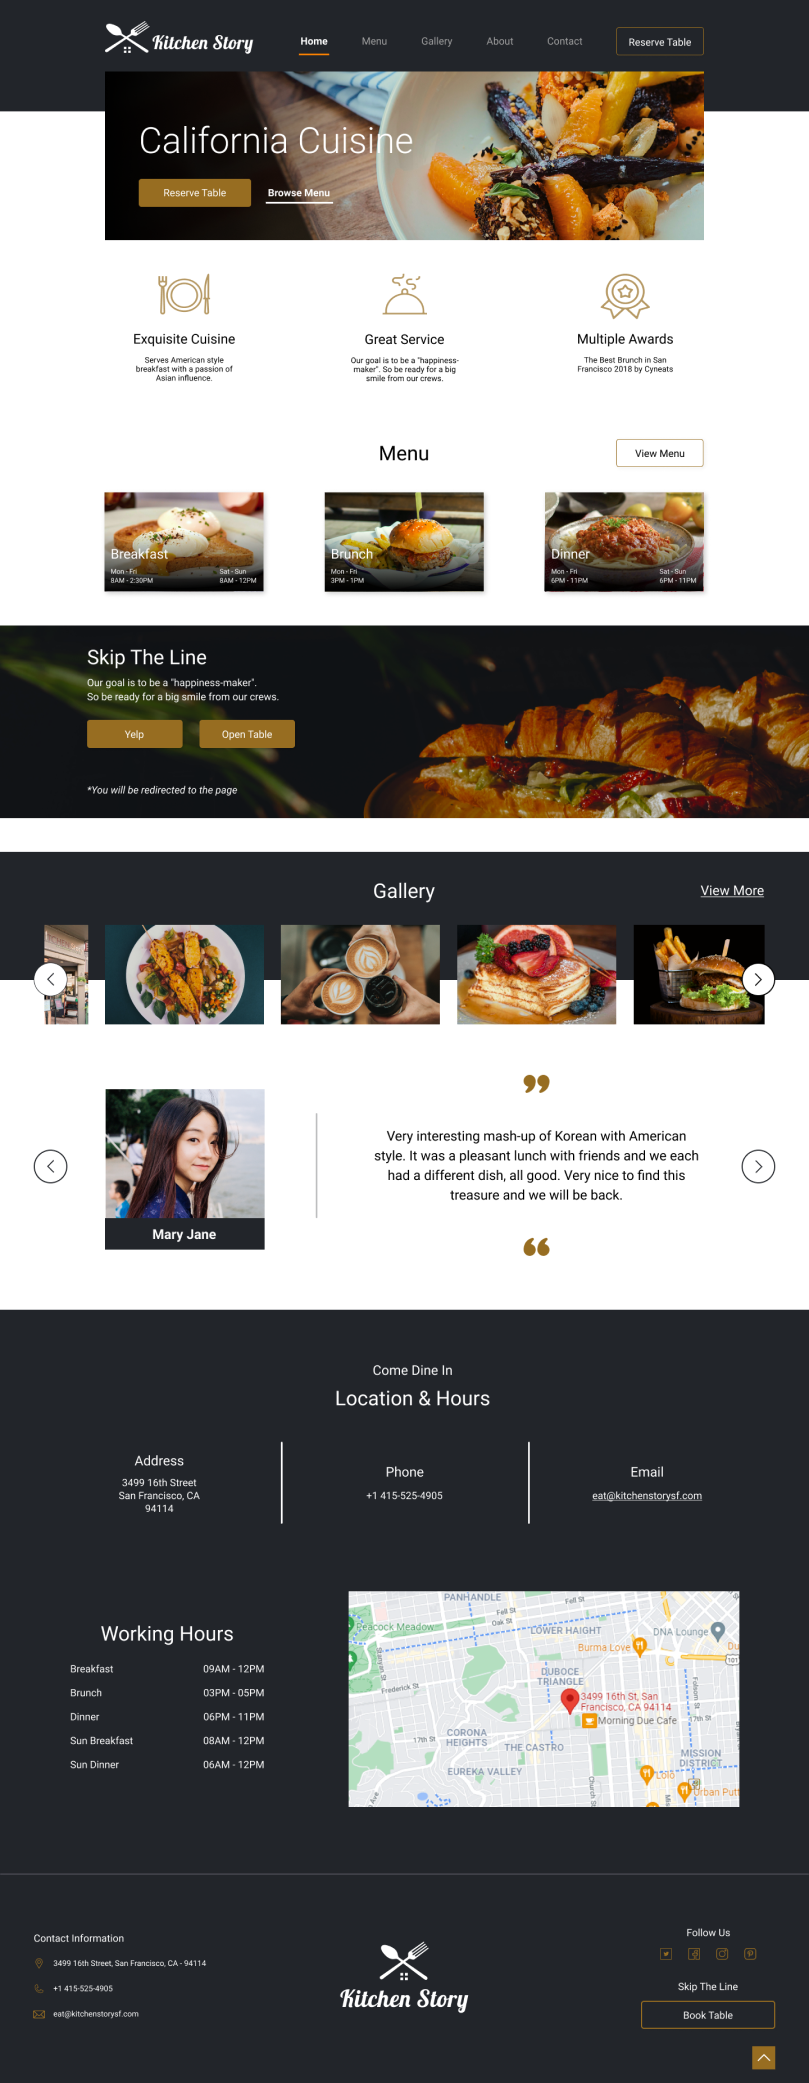 Kitchen Story
Home
Menu
Gallery
About
Contact
Reserve Table
California Cuisine
Reserve Table
Browse Menu
Exquisite Cuisine
Serves American style
breakfast with a passion of
Asian influence.
Great Service
Our goal is to be a "happiness-
maker". So be ready for a big
smile from our crews.
Multiple Awards
The Best Brunch in San
Francisco 2018 by Cyneats
Menu
View Menu
Breakfast
Mon - Fri
8AM - 2:30PM
Sat - Sun
8AM - 12PM
Brunch
Mon - Fri
3PM - 1PM
Dinner
Mon - Fri
6PM - 11PM
Sat - Sun
6PM - 11PM
Skip The Line
Our goal is to be a "happiness-maker".
So be ready for a big smile from our crews.
Yelp
Open Table
*You will be redirected to the page
Gallery
View More
Very interesting mash-up of Korean with American
style. It was a pleasant lunch with friends and we each
had a different dish, all good. Very nice to find this
treasure and we will be back.
Mary Jane
Come Dine In
Location & Hours
Address
3499 16th Street
San Francisco, CA
94114
Phone
+1 415-525-4905
Email
eat@kitchenstorysf.com
Working Hours
Breakfast 09AM - 12PM
Brunch 03PM - 05PM
Dinner 06PM - 11PM
Sun Breakfast 08AM - 12PM
Sun Dinner 06AM - 12PM
PANHANDLE
Fell St
Fell St
Oak St
Peacock Meadow
LOWER HAIGHT
DNA Lounge
Burma Love
Du
101
Frederick St
DUBOCE
TRIANGLE
Folsom St
3499 16th St, San
Francisco, CA 94114
Morning Due Cafe
17th St
17th St
CORONA
HEIGHTS
THE CASTRO
MISSION
DISTRICT
EUREKA VALLEY
Lolo
Church St
Urban Putt
Contact Information
3499 16th Street, San Francisco, CA - 94114
+1 415-525-4905
eat@kitchenstorysf.com
Kitchen Story
Follow Us
Skip The Line
Book Table